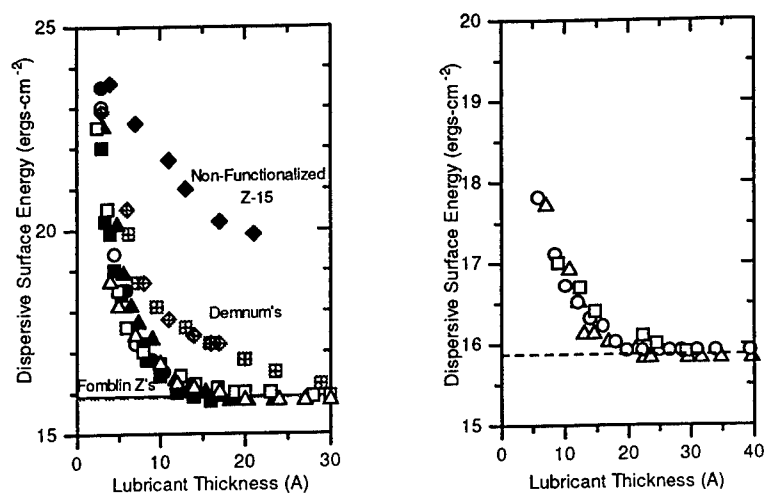 25
20
15
Dispersive Surface Energy (ergs-cm⁻²)
Non-Functionalized
Z-15
Demnum's
Fomblin Z's
0 10 20 30
Lubricant Thickness (A)
20
19
18
17
16
15
Dispersive Surface Energy (ergs-cm⁻²)
0 10 20 30 40
Lubricant Thickness (A)